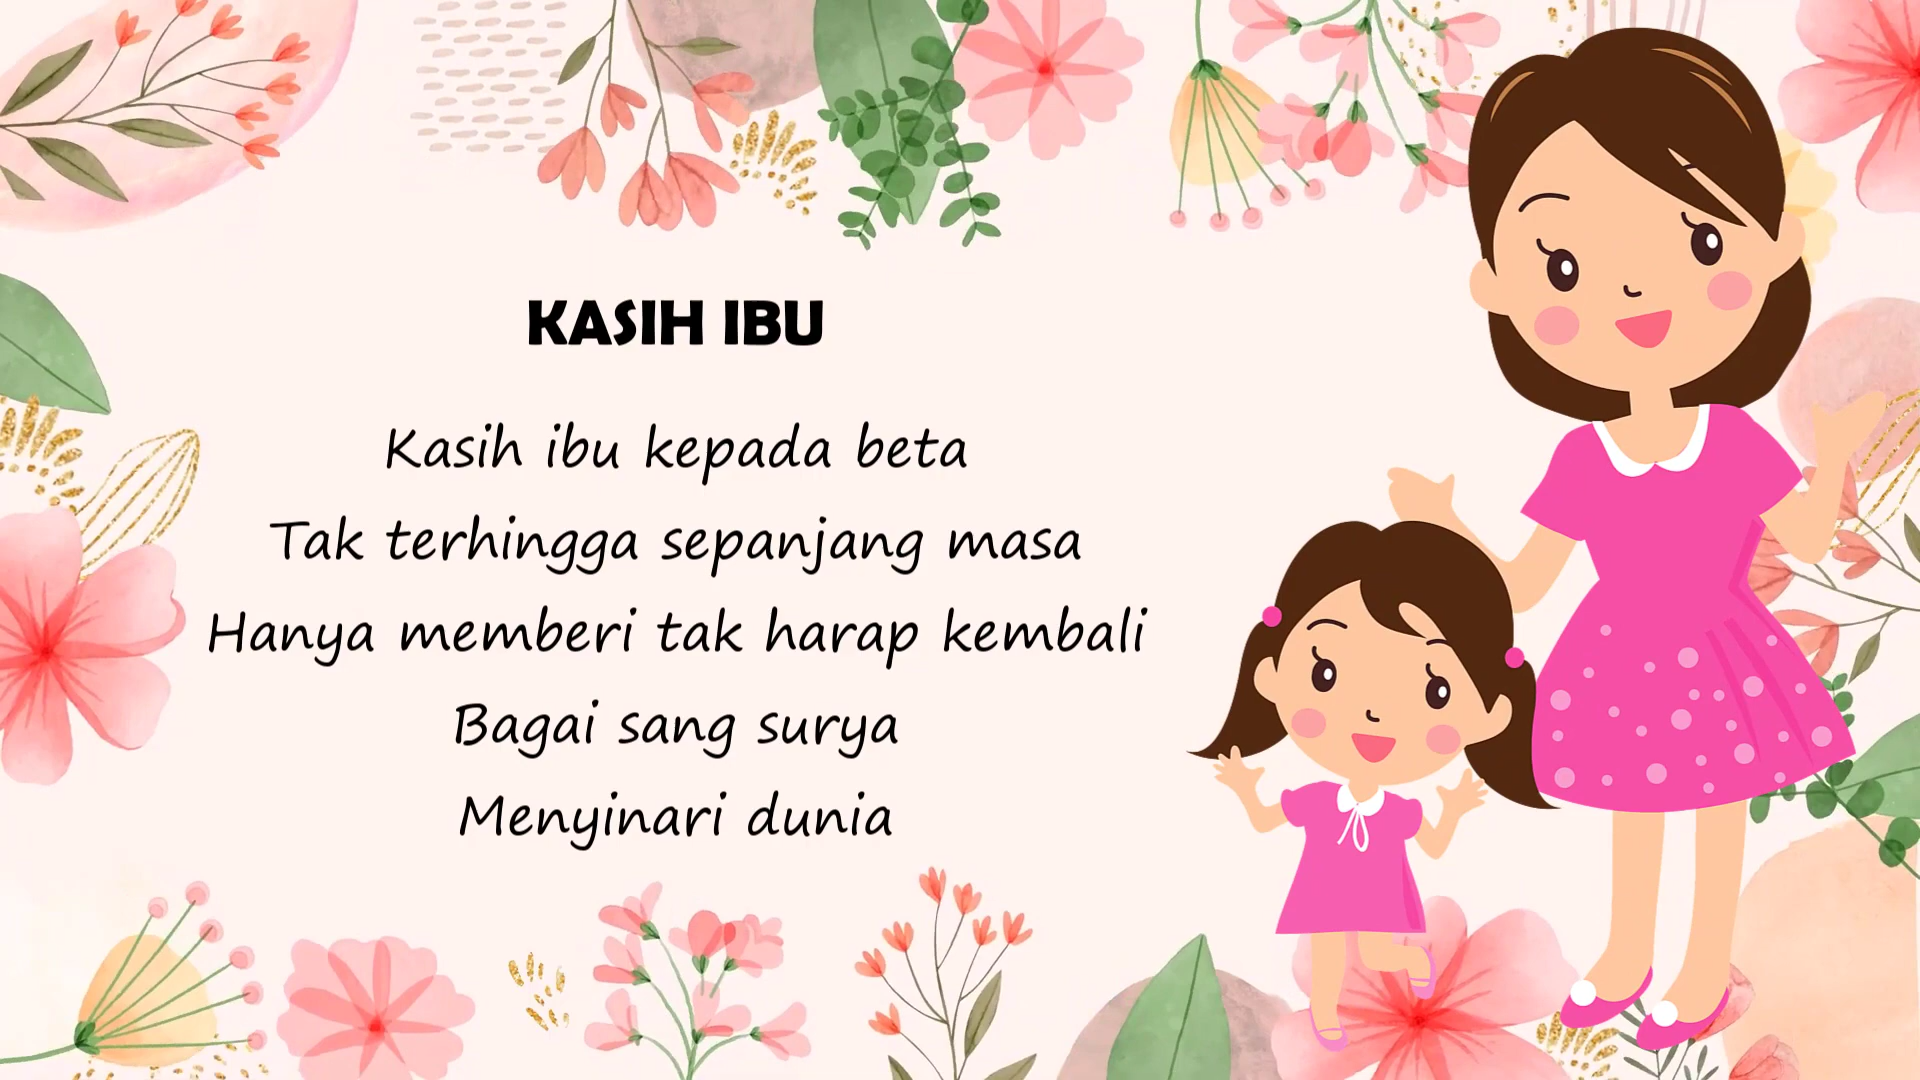 KASIH IBU
Kasih ibu kepada beta
Tak terhingga sepanjang masa
Hanya memberi tak harap kembali
Bagai sang surya
Menyinari dunia